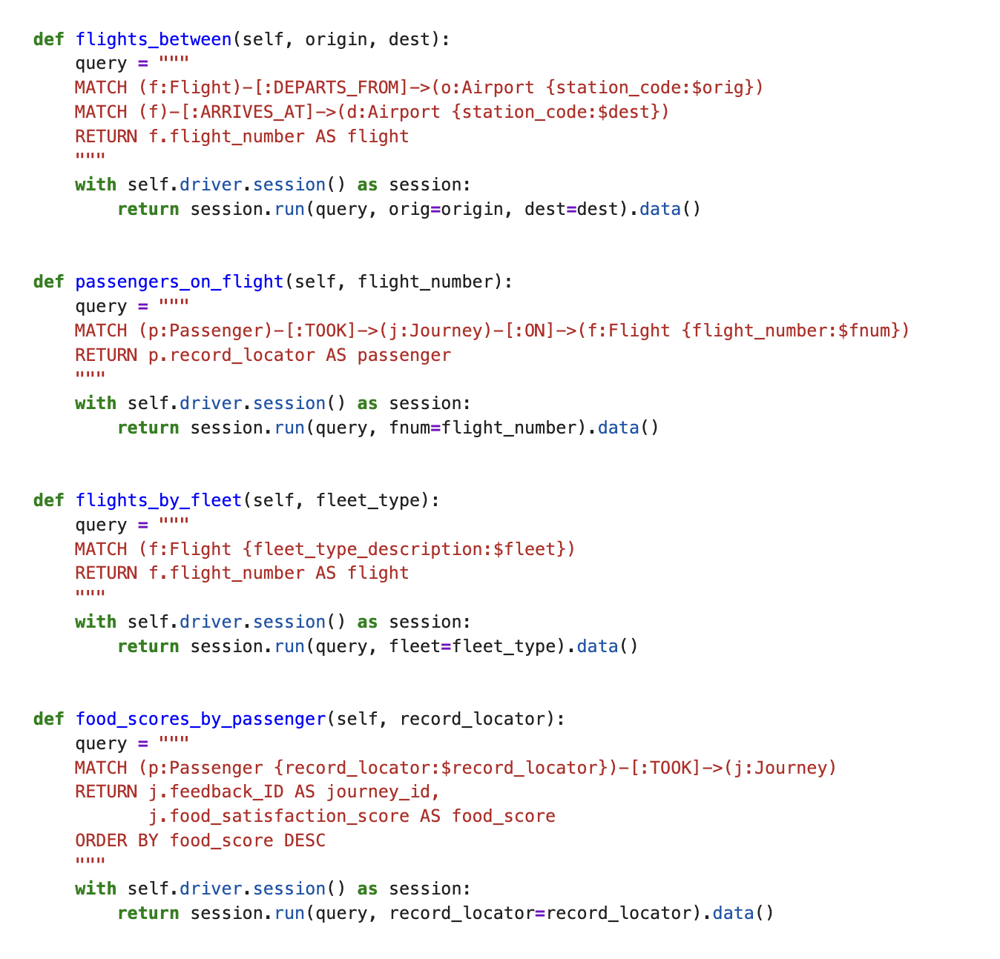 def flights_between(self, origin, dest):
    query = """
    MATCH (f:Flight)-[:DEPARTS_FROM]->(o:Airport {station_code:$orig})
    MATCH (f)-[:ARRIVES_AT]->(d:Airport {station_code:$dest})
    RETURN f.flight_number AS flight
    """
    with self.driver.session() as session:
        return session.run(query, orig=origin, dest=dest).data()
def passengers_on_flight(self, flight_number):
    query = """
    MATCH (p:Passenger)-[:TOOK]->(j:Journey)-[:ON]->(f:Flight {flight_number:$fnum})
    RETURN p.record_locator AS passenger
    """
    with self.driver.session() as session:
        return session.run(query, fnum=flight_number).data()
def flights_by_fleet(self, fleet_type):
    query = """
    MATCH (f:Flight {fleet_type_description:$fleet})
    RETURN f.flight_number AS flight
    """
    with self.driver.session() as session:
        return session.run(query, fleet=fleet_type).data()
def food_scores_by_passenger(self, record_locator):
    query = """
    MATCH (p:Passenger {record_locator:$record_locator})-[:TOOK]->(j:Journey)
    RETURN j.feedback_ID AS journey_id,
           j.food_satisfaction_score AS food_score
    ORDER BY food_score DESC
    """
    with self.driver.session() as session:
        return session.run(query, record_locator=record_locator).data()